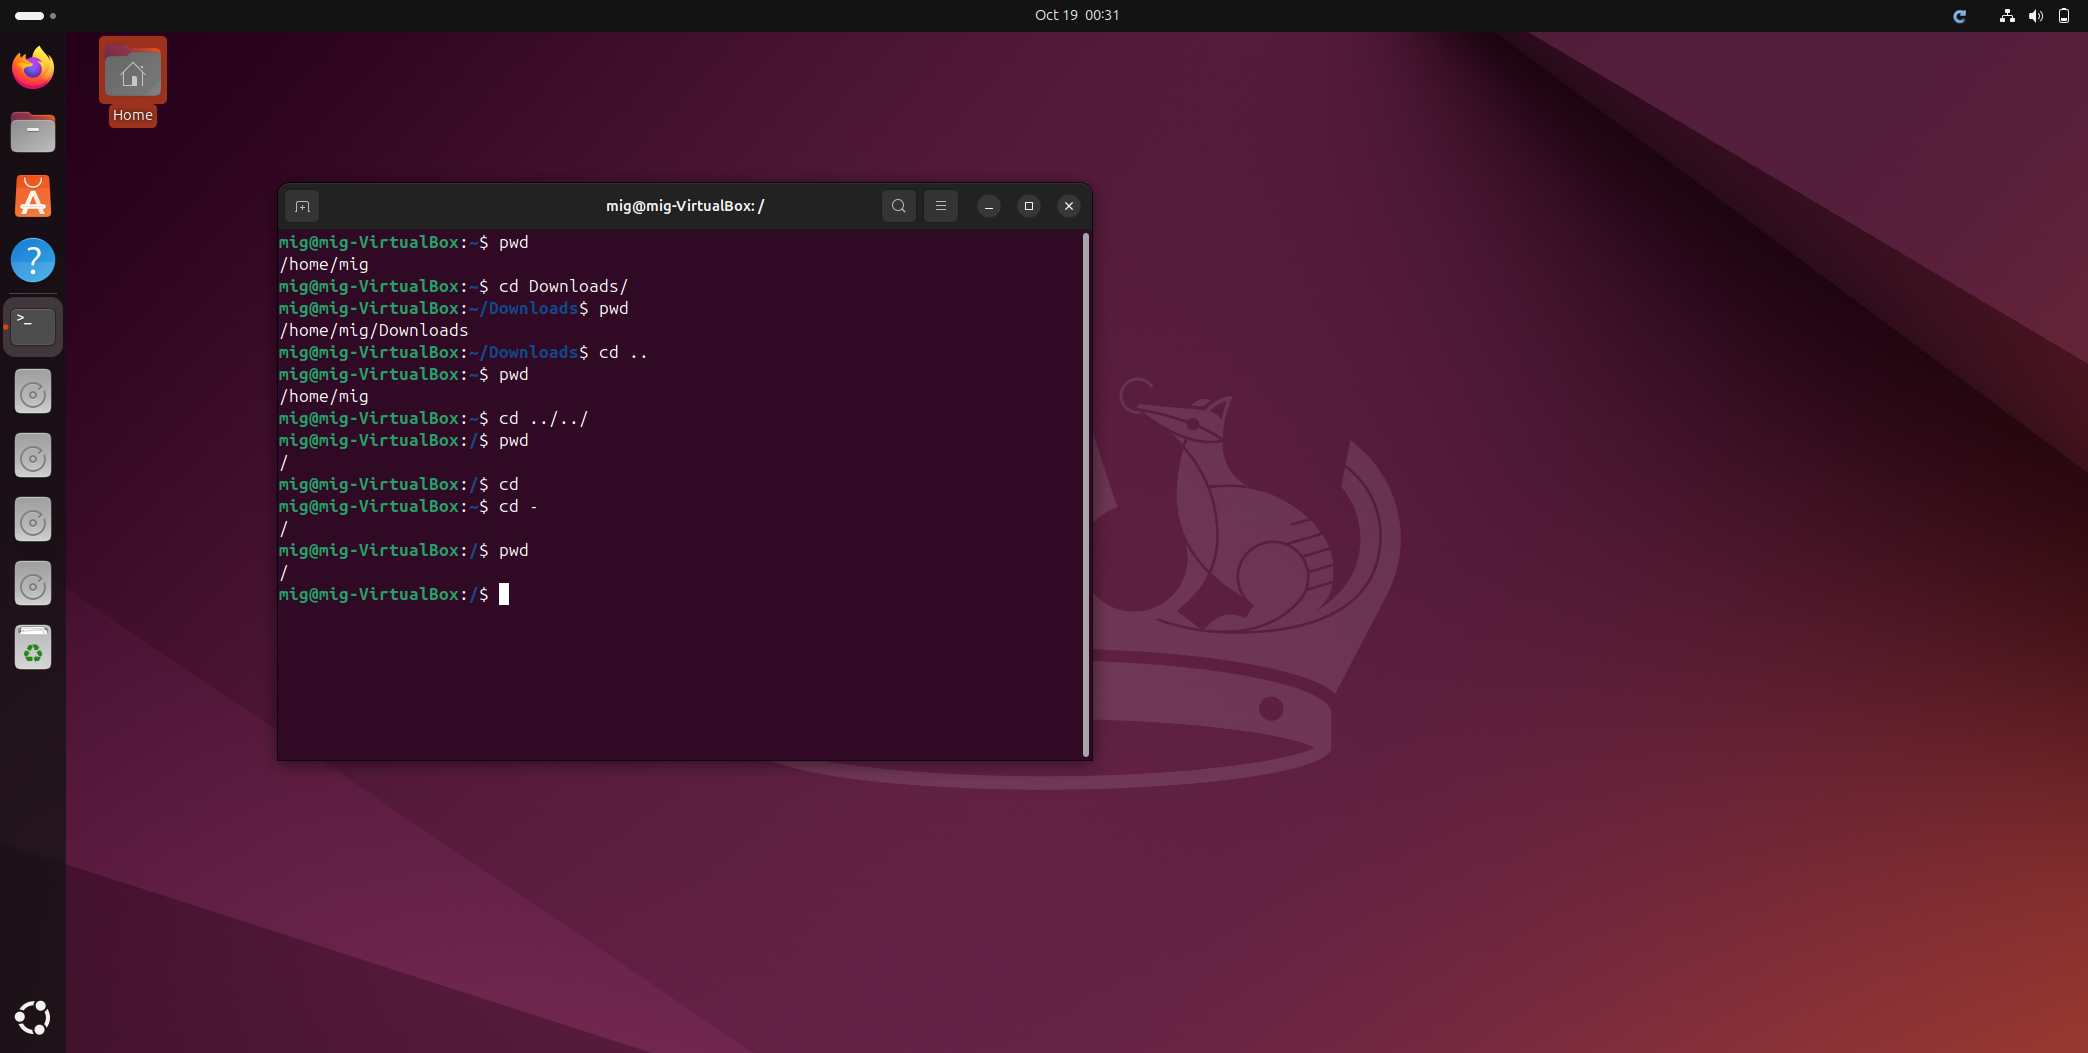 Oct 19 00:31
Home
mig@mig-VirtualBox: /
mig@mig-VirtualBox:~$ pwd
/home/mig
mig@mig-VirtualBox:~$ cd Downloads/
mig@mig-VirtualBox:~/Downloads$ pwd
/home/mig/Downloads
mig@mig-VirtualBox:~/Downloads$ cd ..
mig@mig-VirtualBox:~$ pwd
/home/mig
mig@mig-VirtualBox:~$ cd ../../
mig@mig-VirtualBox:/$ pwd
/
mig@mig-VirtualBox:/$ cd
mig@mig-VirtualBox:~$ cd -
/
mig@mig-VirtualBox:/$ pwd
/
mig@mig-VirtualBox:/$